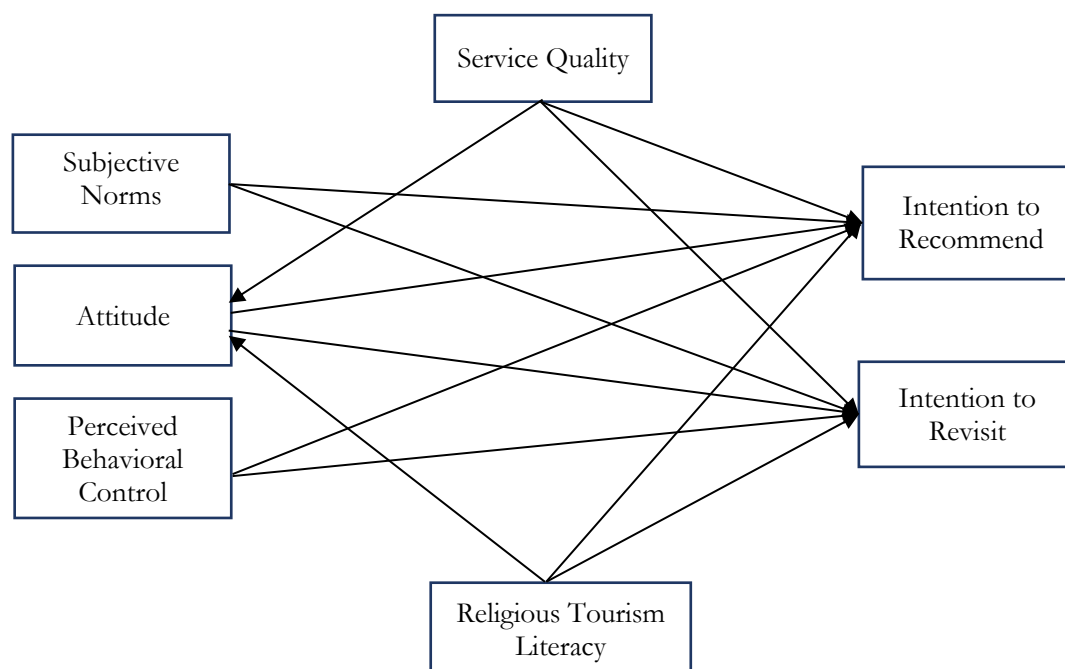 Service Quality
Subjective
Norms
Intention to
Recommend
Attitude
Intention to
Revisit
Perceived
Behavioral
Control
Religious Tourism
Literacy